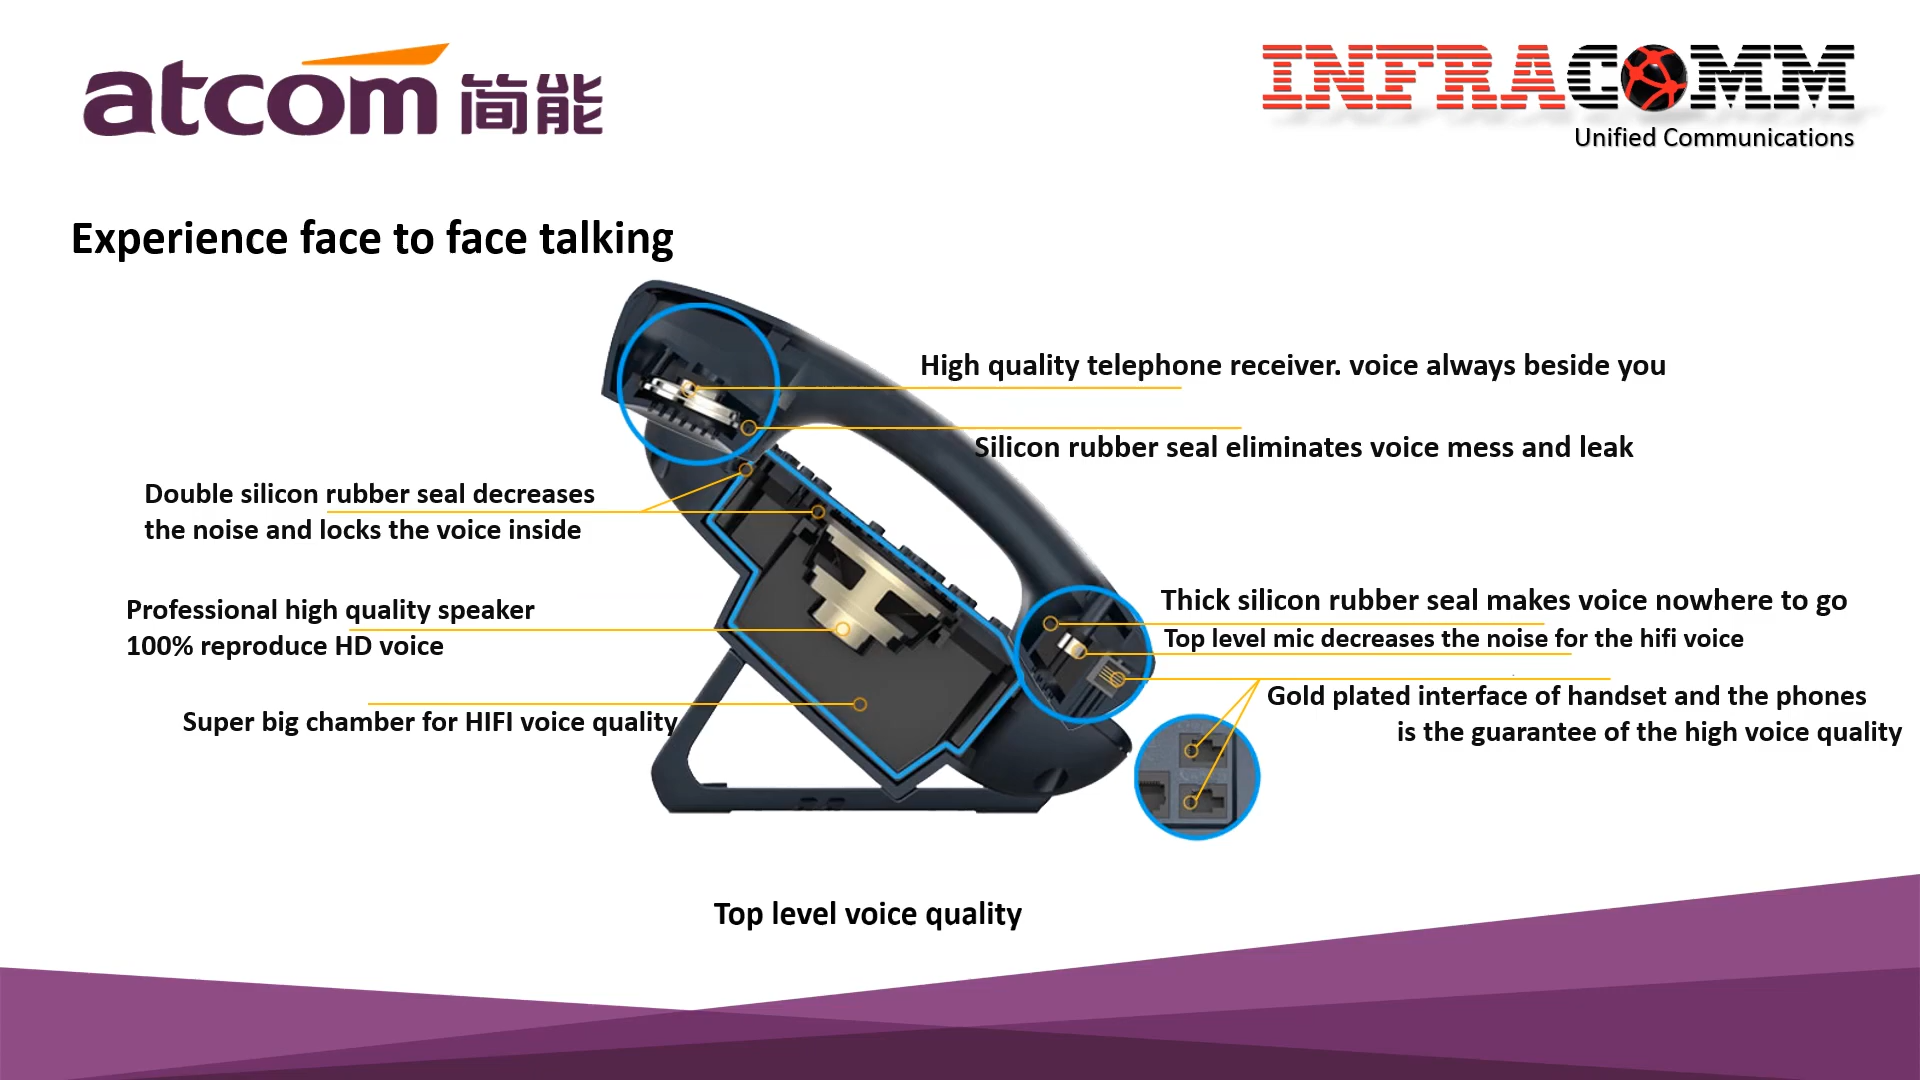 atcom 简能
INFRACOMM
Unified Communications
Experience face to face talking
High quality telephone receiver. voice always beside you
Silicon rubber seal eliminates voice mess and leak
Double silicon rubber seal decreases
the noise and locks the voice inside
Professional high quality speaker
100% reproduce HD voice
Super big chamber for HIFI voice quality
Thick silicon rubber seal makes voice nowhere to go
Top level mic decreases the noise for the hifi voice
Gold plated interface of handset and the phones
is the guarantee of the high voice quality
Top level voice quality